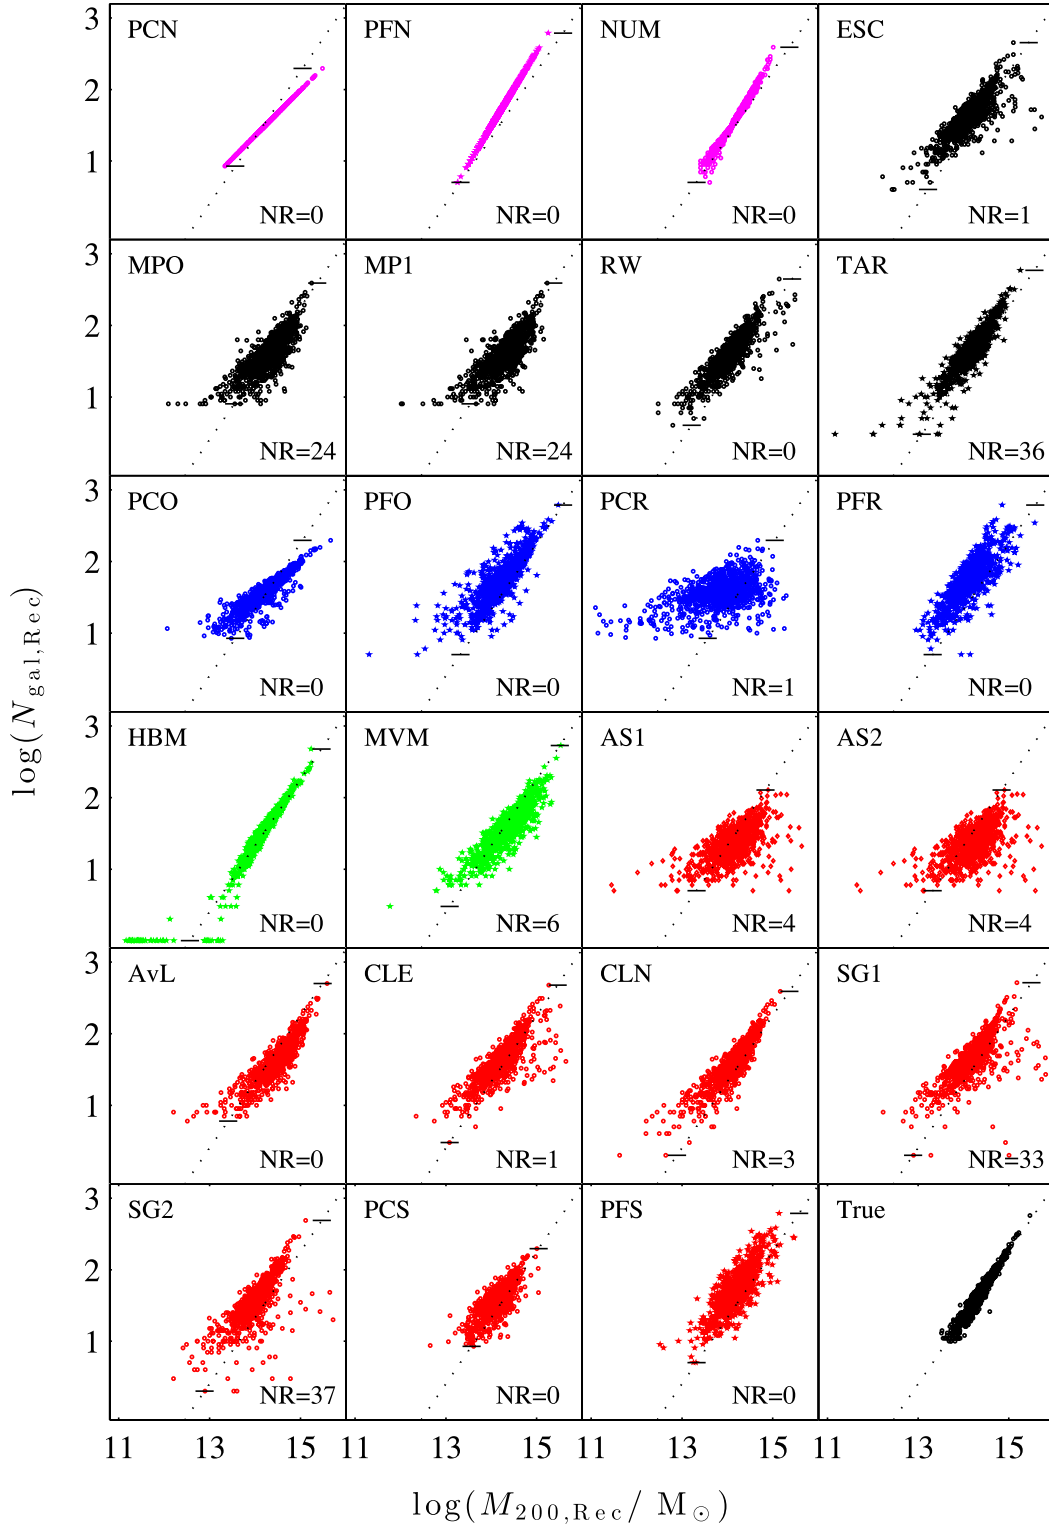 3 PCN PFN NUM ESC
2
1
NR=0 NR=0 NR=0 NR=1
3 MPO MP1 RW TAR
2
1
NR=24 NR=24 NR=0 NR=36
3 PCO PFO PCR PFR
2
1
NR=0 NR=0 NR=1 NR=0
log(N_gal,Rec)
3 HBM MVM AS1 AS2
2
1
NR=0 NR=6 NR=4 NR=4
3 AvL CLE CLN SG1
2
1
NR=0 NR=1 NR=3 NR=33
3 SG2 PCS PFS True
2
1
NR=37 NR=0 NR=0
11 13 15 11 13 15 11 13 15 11 13 15
log(M_200,Rec/ M_⊙)